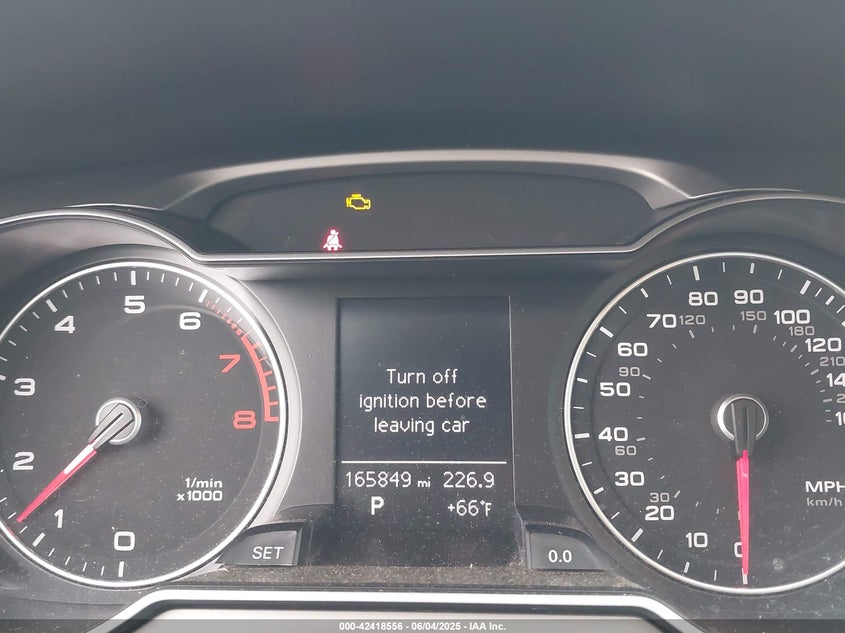 0
1
2
3
4
5
6
7
8
1/min
x1000
SET
Turn off
ignition before
leaving car
165849 mi 226.9
P +66°F
0.0
0
10
20
30
40
50
60
70
80
90
100
120
30
60
90
120
150
180
210
MPH
km/h
000-42418556 - 06/04/2025 - IAA Inc.